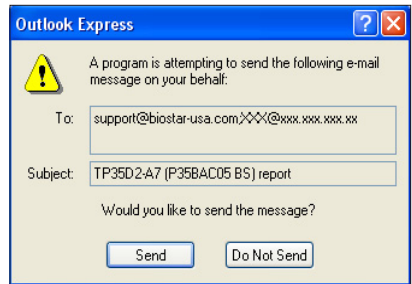 Outlook Express
A program is attempting to send the following e-mail
message on your behalf:
To: support@biostar-usa.com;XXX@xxx.xxx.xxx.xx
Subject: TP35D2-A7 (P35BAC05 BS) report
Would you like to send the message?
Send Do Not Send